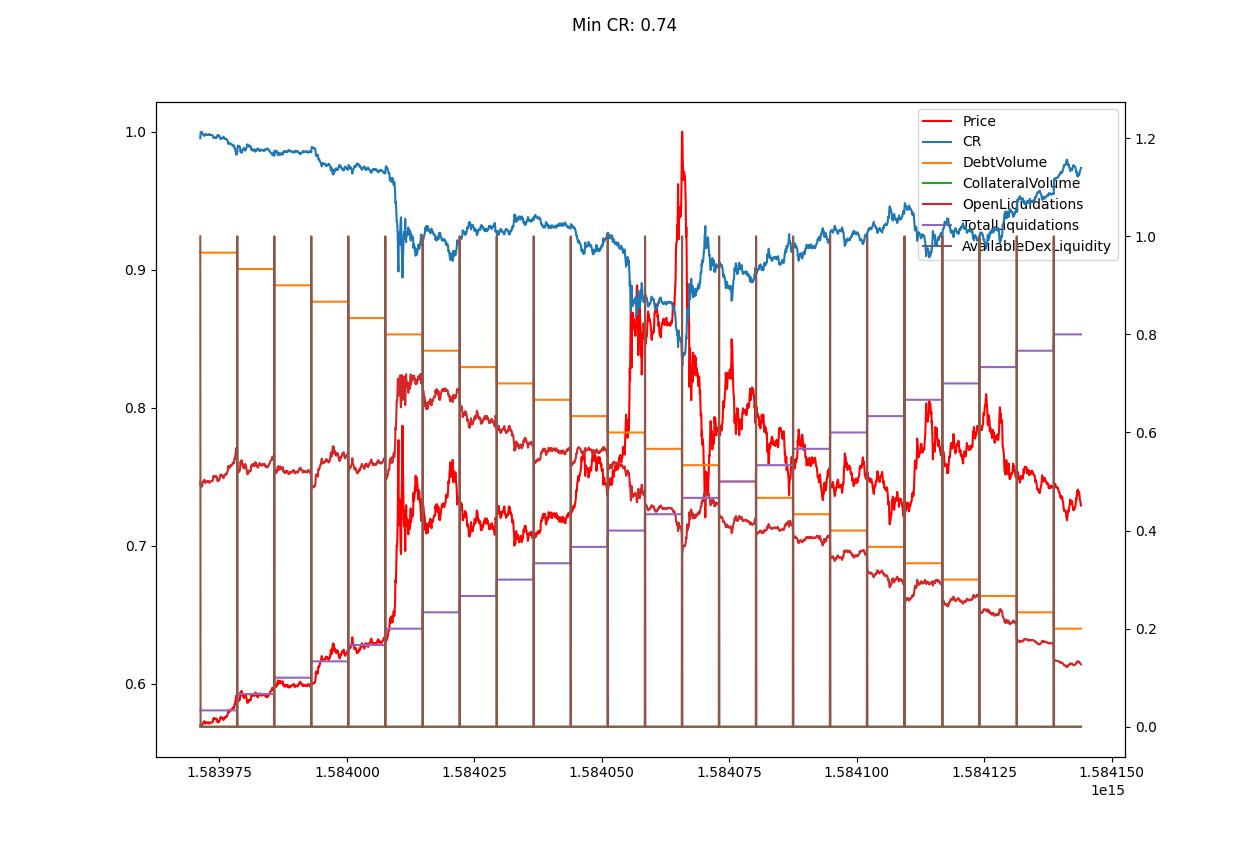 Min CR: 0.74
1.0
0.9
0.8
0.7
0.6
1.2
1.0
0.8
0.6
0.4
0.2
0.0
Price
CR
DebtVolume
CollateralVolume
OpenLiquidations
TotalLiquidations
AvailableDexLiquidity
1.583975 1.584000 1.584025 1.584050 1.584075 1.584100 1.584125 1.584150
1e15